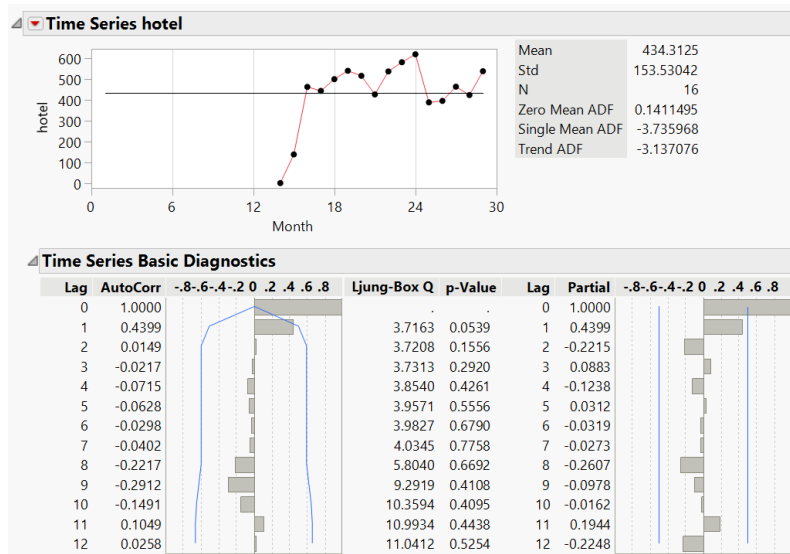 Time Series hotel
600
500
400
300
200
100
0
hotel
0 6 12 18 24 30
Month
Mean 434.3125
Std 153.53042
N 16
Zero Mean ADF 0.1411495
Single Mean ADF -3.735968
Trend ADF -3.137076
Time Series Basic Diagnostics
Lag AutoCorr -.8-.6-.4-.2 0 .2 .4 .6 .8 Ljung-Box Q p-Value Lag Partial -.8-.6-.4-.2 0 .2 .4 .6 .8
0 1.0000 . . 0 1.0000
1 0.4399 3.7163 0.0539 1 0.4399
2 0.0149 3.7208 0.1556 2 -0.2215
3 -0.0217 3.7313 0.2920 3 0.0883
4 -0.0715 3.8540 0.4261 4 -0.1238
5 -0.0628 3.9571 0.5556 5 0.0312
6 -0.0298 3.9827 0.6790 6 -0.0319
7 -0.0402 4.0345 0.7758 7 -0.0273
8 -0.2217 5.8040 0.6692 8 -0.2607
9 -0.2912 9.2919 0.4108 9 -0.0978
10 -0.1491 10.3594 0.4095 10 -0.0162
11 0.1049 10.9934 0.4438 11 0.1944
12 0.0258 11.0412 0.5254 12 -0.2248